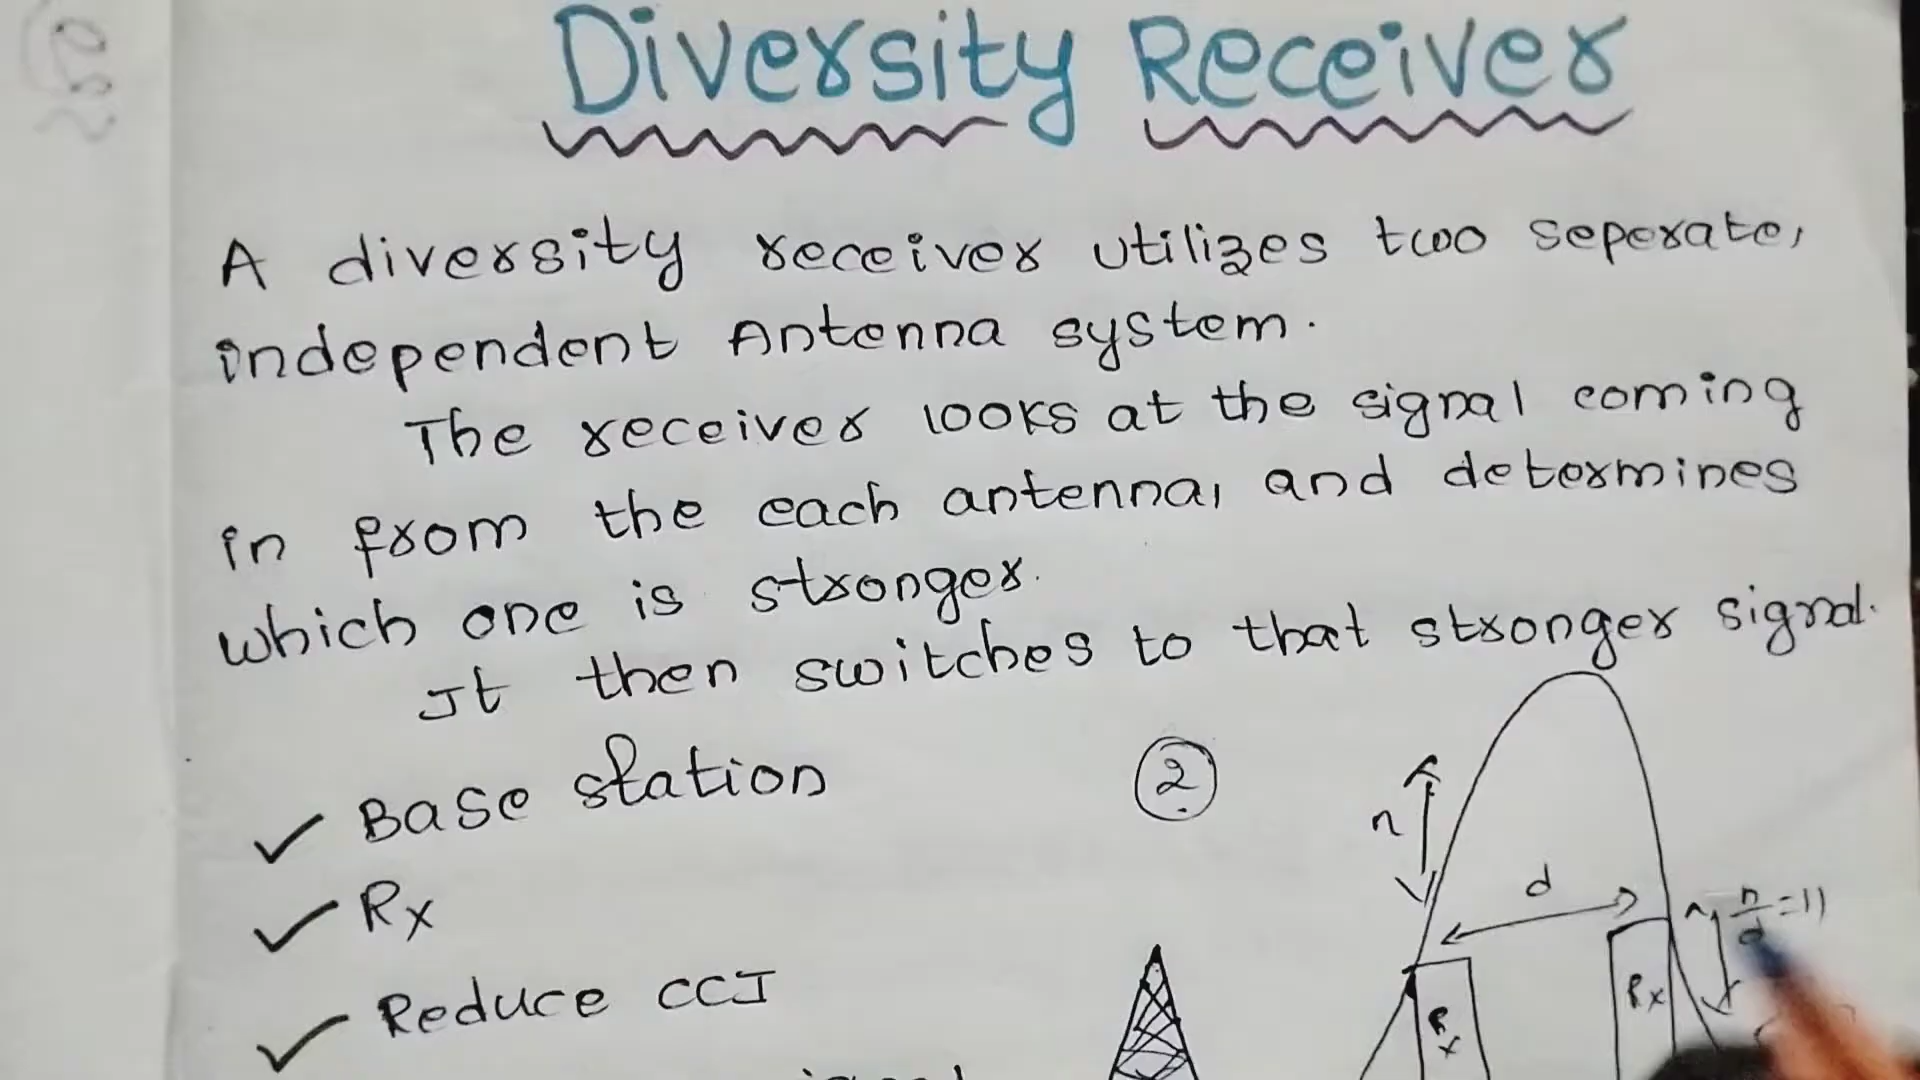 Diversity Receiver
A diversity receiver utilizes two seperate,
independent Antenna system.
The receiver looks at the signal coming
in from the each antenna, and determines
which one is stronger.
It then switches to that stronger signal.
✓ Base station
2
n
d
n/d = 11
✓ Rx
Rx
Rx
✓ Reduce CCI